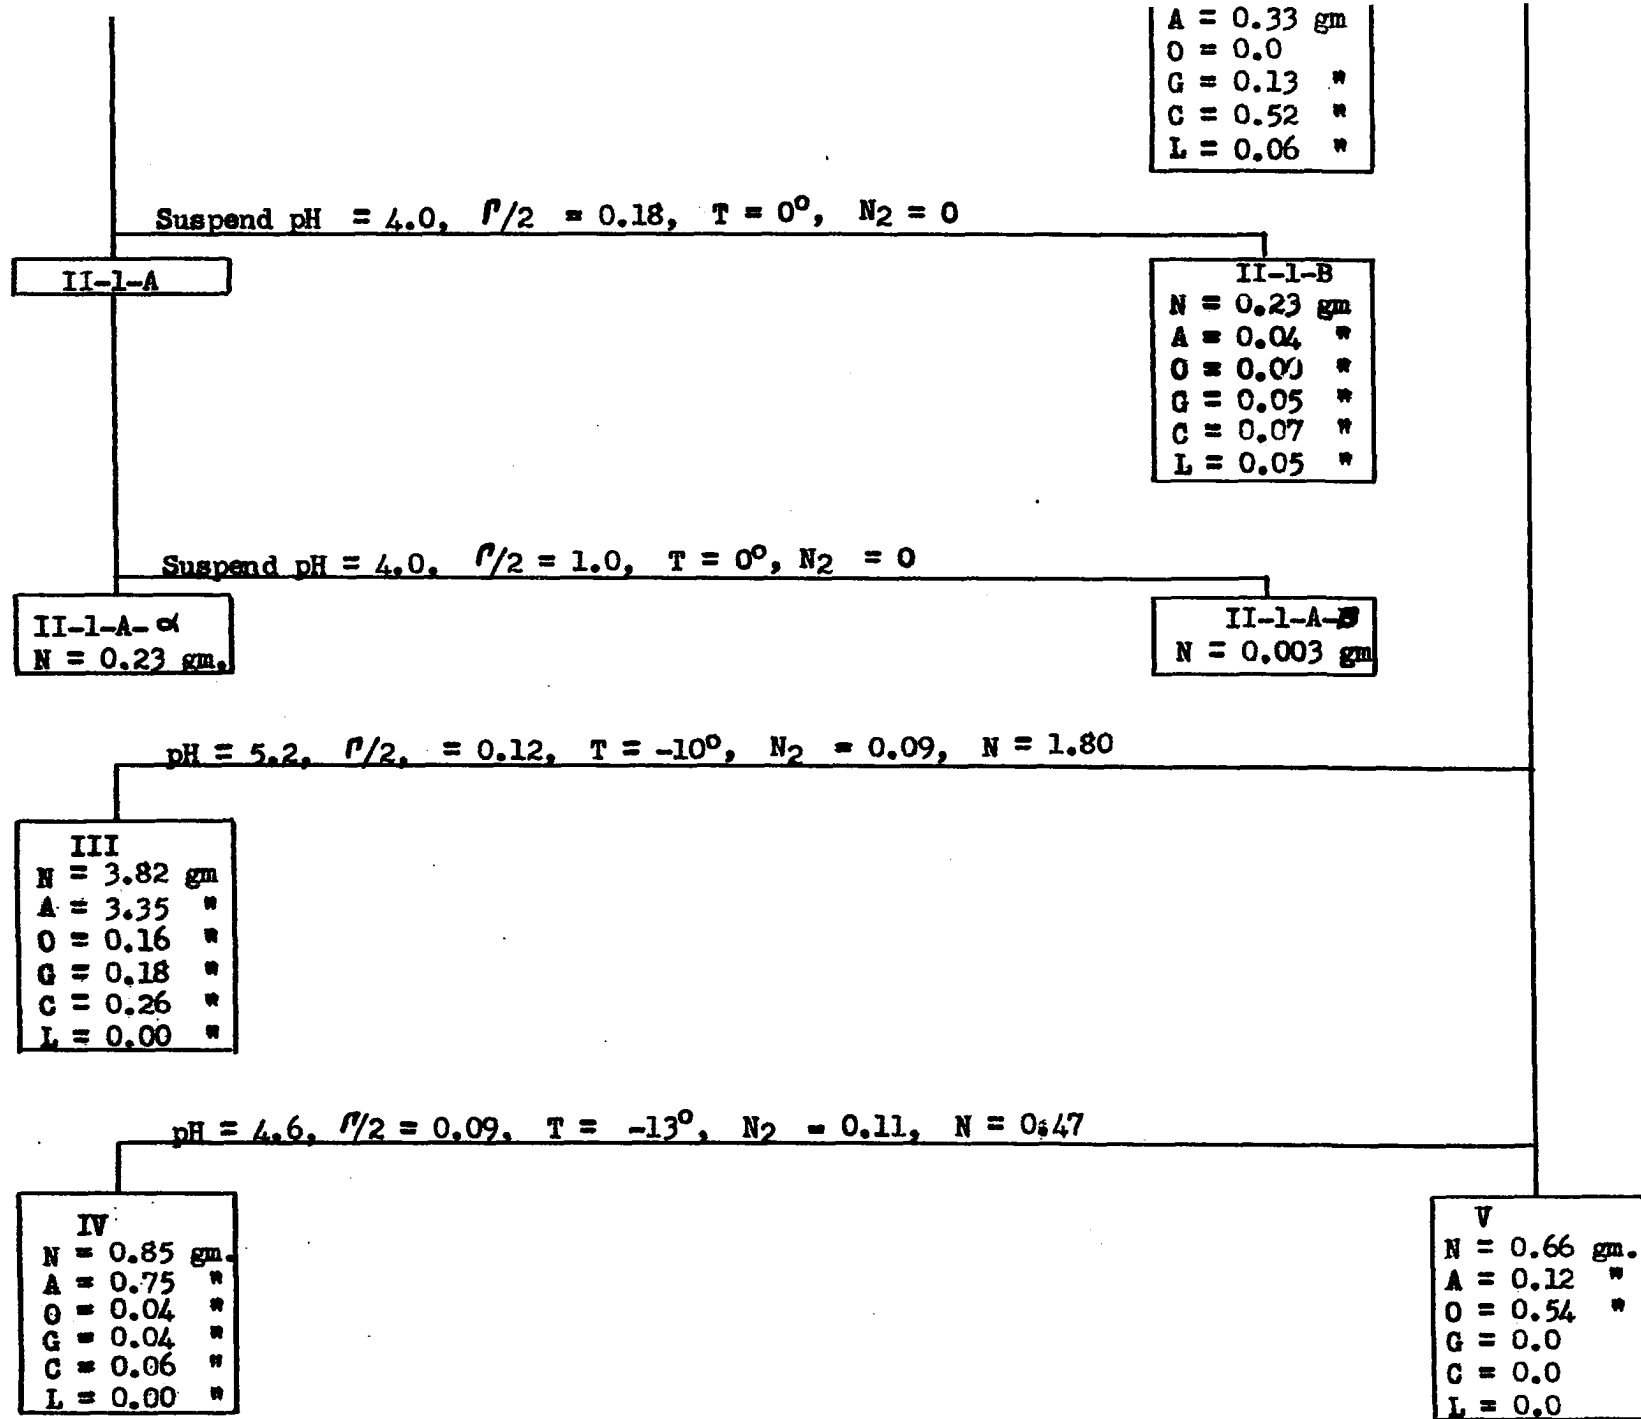 A = 0.33 gm
O = 0.0
G = 0.13 "
C = 0.52 "
L = 0.06 "
Suspend pH = 4.0, Γ/2 = 0.18, T = 0°, N2 = 0
II-1-A
II-1-B
N = 0.23 gm
A = 0.04 "
O = 0.00 "
G = 0.05 "
C = 0.07 "
L = 0.05 "
Suspend pH = 4.0. Γ/2 = 1.0, T = 0°, N2 = 0
II-1-A-α
N = 0.23 gm.
II-1-A-B
N = 0.003 gm
pH = 5.2, Γ/2, = 0.12, T = -10°, N2 = 0.09, N = 1.80
III
N = 3.82 gm
A = 3.35 "
O = 0.16 "
G = 0.18 "
C = 0.26 "
L = 0.00 "
pH = 4.6, Γ/2 = 0.09. T = -13°, N2 = 0.11, N = 0.47
IV
N = 0.85 gm.
A = 0.75 "
O = 0.04 "
G = 0.04 "
C = 0.06 "
L = 0.00 "
V
N = 0.66 gm.
A = 0.12 "
O = 0.54 "
G = 0.0
C = 0.0
L = 0.0